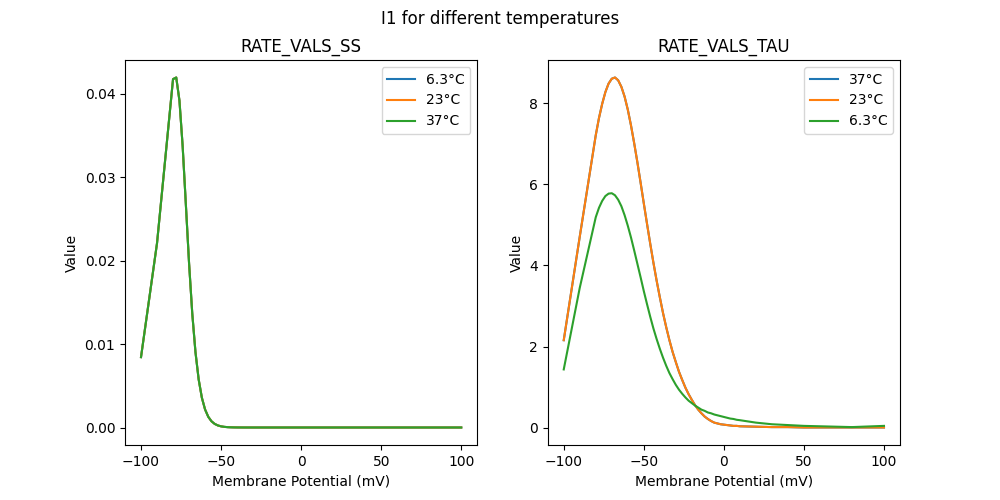 I1 for different temperatures
RATE_VALS_SS
RATE_VALS_TAU
6.3°C
23°C
37°C
37°C
23°C
6.3°C
Value
0.04
0.03
0.02
0.01
0.00
−100
−50
0
50
100
Membrane Potential (mV)
Value
8
6
4
2
0
−100
−50
0
50
100
Membrane Potential (mV)